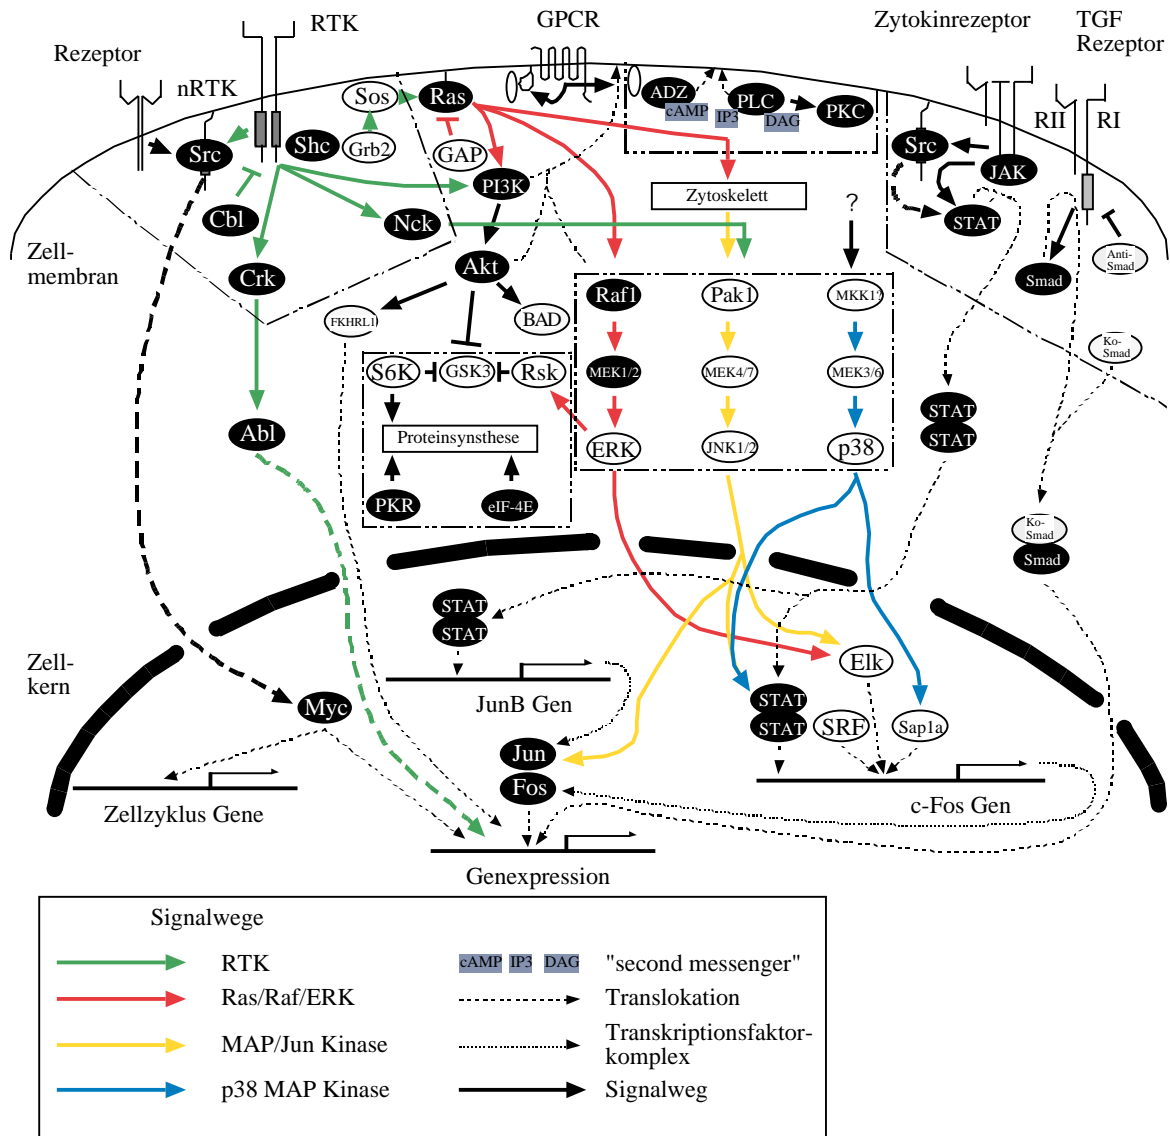 GPCR
RTK
Zytokinrezeptor
TGF
Rezeptor
Rezeptor
nRTK
Sos
Ras
ADZ
cAMP
PLC
IP3
DAG
PKC
RII
RI
Src
Shc
Grb2
GAP
Src
JAK
PI3K
Zytoskelett
?
Cbl
Nck
STAT
Zell-
membran
Crk
Akt
Anti-
Smad
Smad
FKHRL1
BAD
Raf1
Pak1
MKK1?
Ko-
Smad
S6K
GSK3
Rsk
MEK1/2
MEK4/7
MEK3/6
STAT
STAT
Abl
Proteinsynsthese
ERK
JNK1/2
p38
PKR
eIF-4E
Ko-
Smad
Smad
STAT
STAT
Zell-
kern
Elk
JunB Gen
Myc
STAT
STAT
SRF
Sap1a
Jun
Fos
Zellzyklus Gene
c-Fos Gen
Genexpression
Signalwege
RTK
cAMP IP3 DAG
"second messenger"
Ras/Raf/ERK
Translokation
MAP/Jun Kinase
Transkriptionsfaktor-
komplex
p38 MAP Kinase
Signalweg